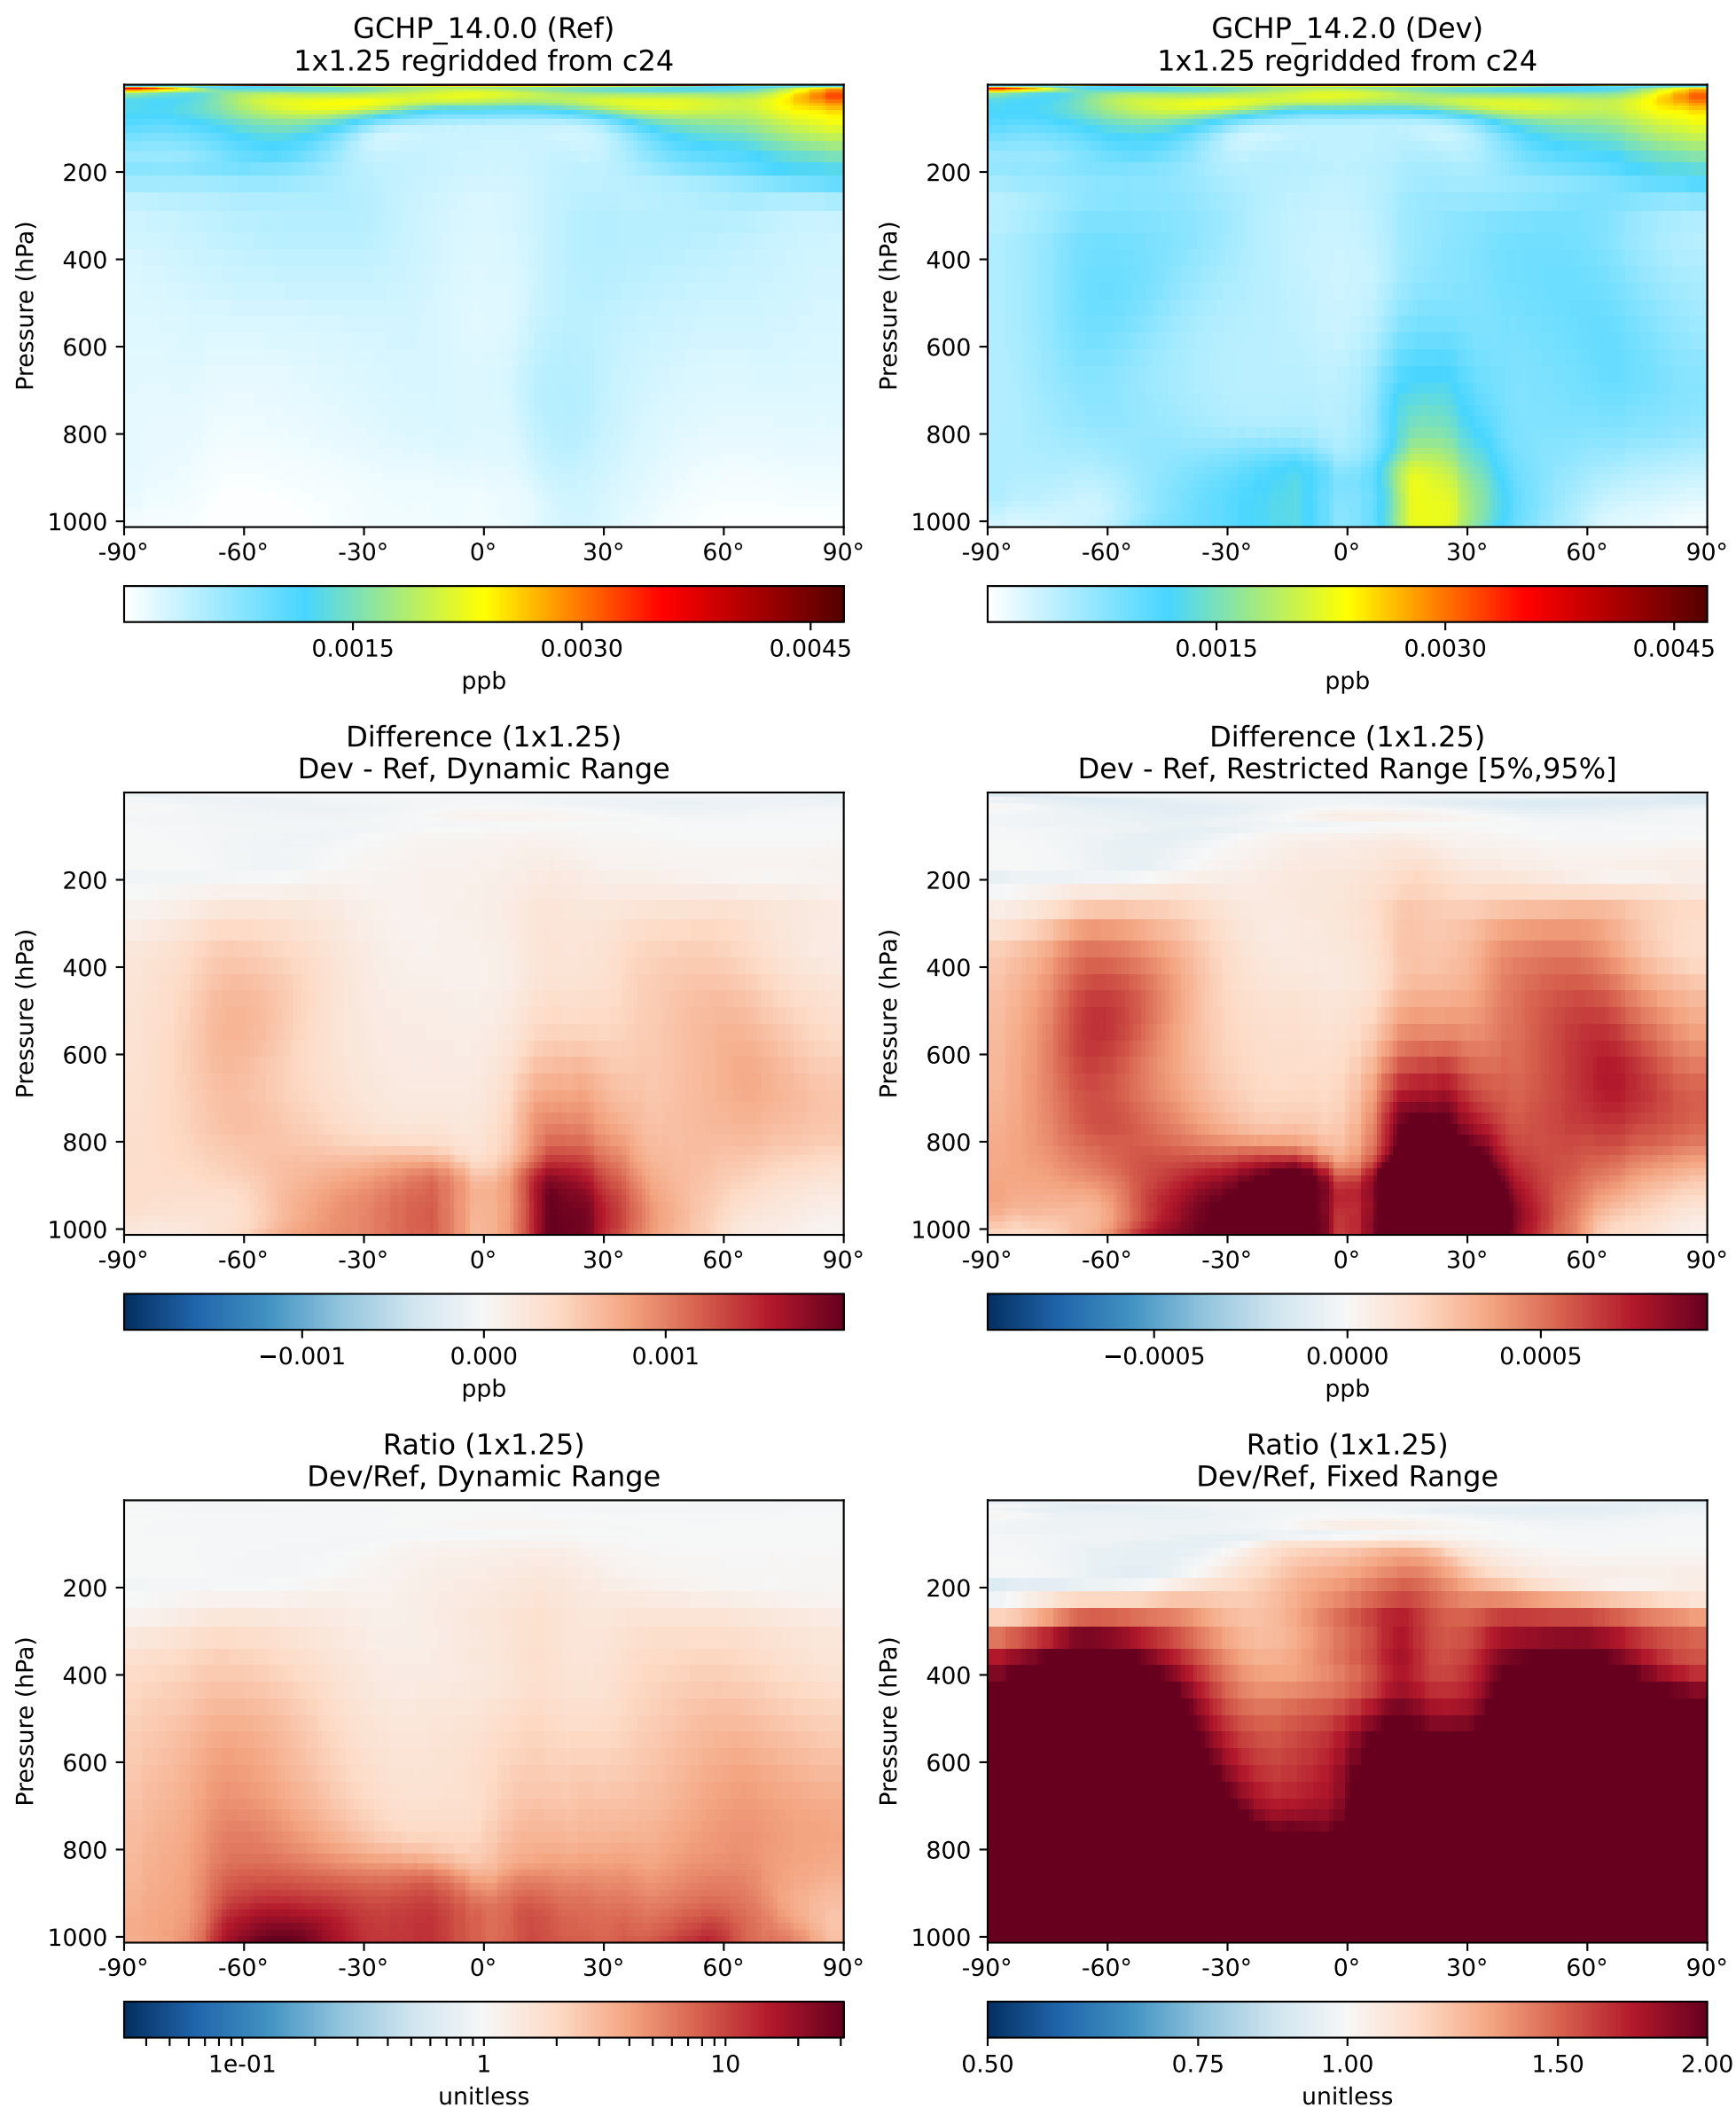 GCHP_14.0.0 (Ref)
1x1.25 regridded from c24
Pressure (hPa)
200
400
600
800
1000
-90° -60° -30° 0° 30° 60° 90°
0.0015 0.0030 0.0045
ppb
GCHP_14.2.0 (Dev)
1x1.25 regridded from c24
Pressure (hPa)
200
400
600
800
1000
-90° -60° -30° 0° 30° 60° 90°
0.0015 0.0030 0.0045
ppb
Difference (1x1.25)
Dev - Ref, Dynamic Range
Pressure (hPa)
200
400
600
800
1000
-90° -60° -30° 0° 30° 60° 90°
−0.001 0.000 0.001
ppb
Difference (1x1.25)
Dev - Ref, Restricted Range [5%,95%]
Pressure (hPa)
200
400
600
800
1000
-90° -60° -30° 0° 30° 60° 90°
−0.0005 0.0000 0.0005
ppb
Ratio (1x1.25)
Dev/Ref, Dynamic Range
Pressure (hPa)
200
400
600
800
1000
-90° -60° -30° 0° 30° 60° 90°
1e-01 1 10
unitless
Ratio (1x1.25)
Dev/Ref, Fixed Range
Pressure (hPa)
200
400
600
800
1000
-90° -60° -30° 0° 30° 60° 90°
0.50 0.75 1.00 1.50 2.00
unitless